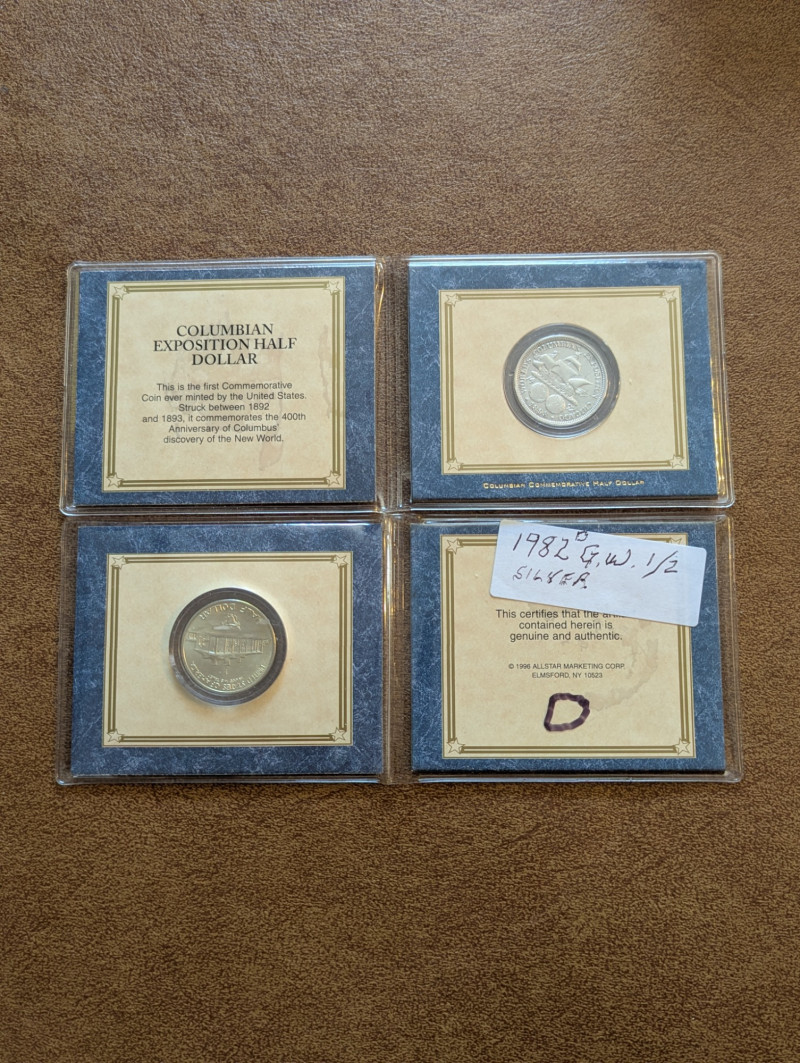 COLUMBIAN
EXPOSITION HALF
DOLLAR
This is the first Commemorative
Coin ever minted by the United States.
Struck between 1892
and 1893, it commemorates the 400th
Anniversary of Columbus'
discovery of the New World.
COLUMBIAN COMMEMORATIVE HALF DOLLAR
HALF DOLLAR
1982 D G.W. 1/2
SILVER
This certifies that the
contained herein is
genuine and authentic.
© 1996 ALLSTAR MARKETING CORP.
ELMSFORD, NY 10523
D